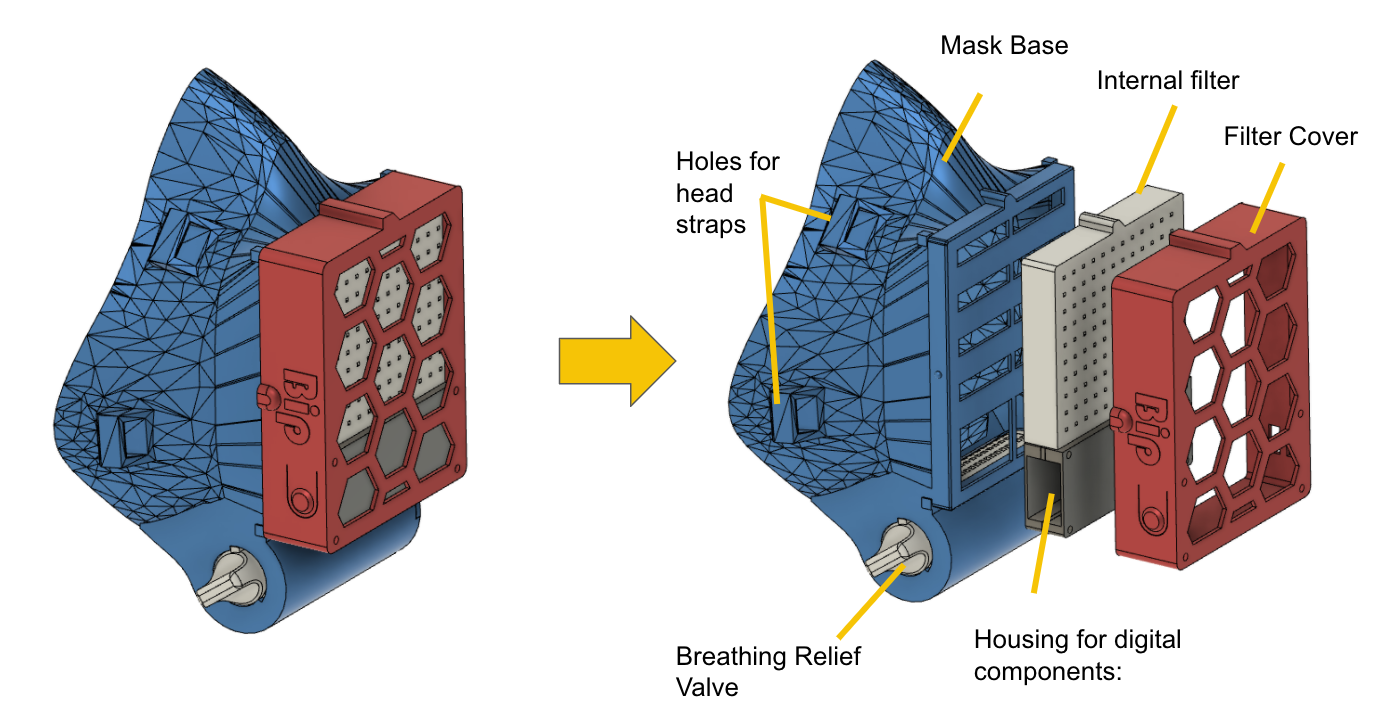 Mask Base
Internal filter
Filter Cover
Holes for
head
straps
BiP
BiP
Breathing Relief
Valve
Housing for digital
components: